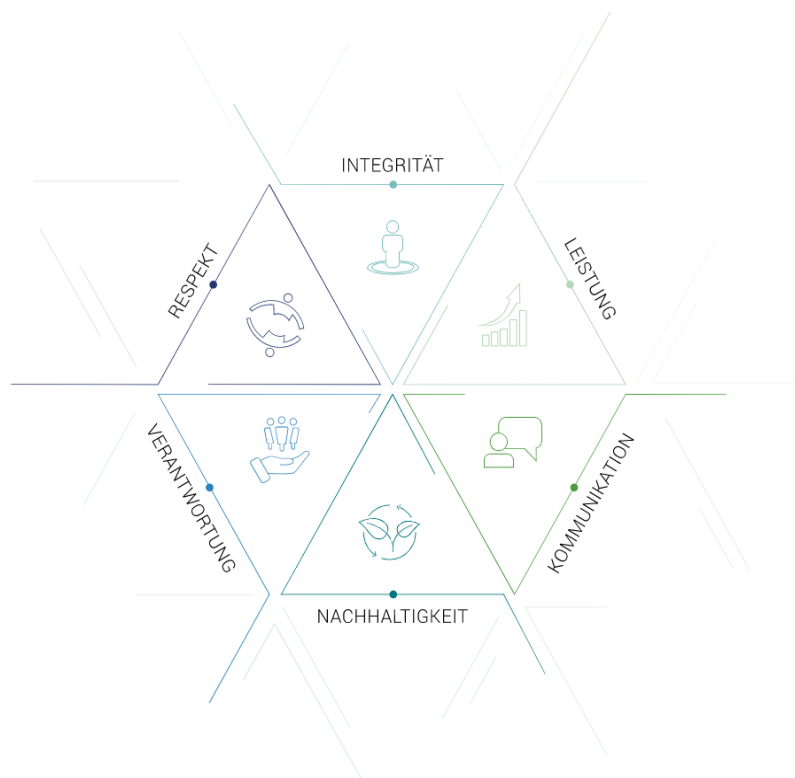 INTEGRITÄT
RESPEKT
LEISTUNG
VERANTWORTUNG
KOMMUNIKATION
NACHHALTIGKEIT